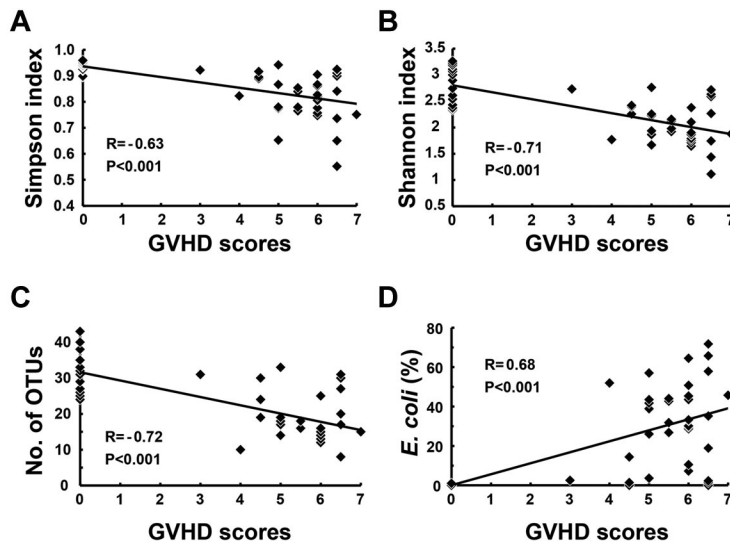 A
Simpson index
1.0
0.9
0.8
0.7
0.6
0.5
0.4
R=-0.63
P<0.001
0 1 2 3 4 5 6 7
GVHD scores
B
Shannon index
3.5
3
2.5
2
1.5
1
0.5
R=-0.71
P<0.001
0 1 2 3 4 5 6 7
GVHD scores
C
No. of OTUs
40
30
20
10
0
R=-0.72
P<0.001
0 1 2 3 4 5 6 7
GVHD scores
D
E. coli (%)
80
60
40
20
0
R=0.68
P<0.001
0 1 2 3 4 5 6 7
GVHD scores